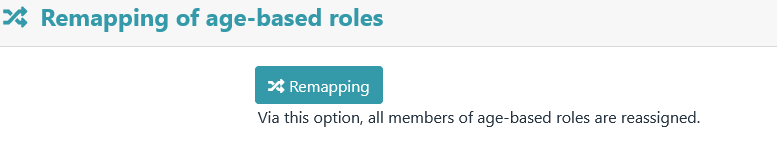 Remapping of age-based roles
Remapping
Via this option, all members of age-based roles are reassigned.